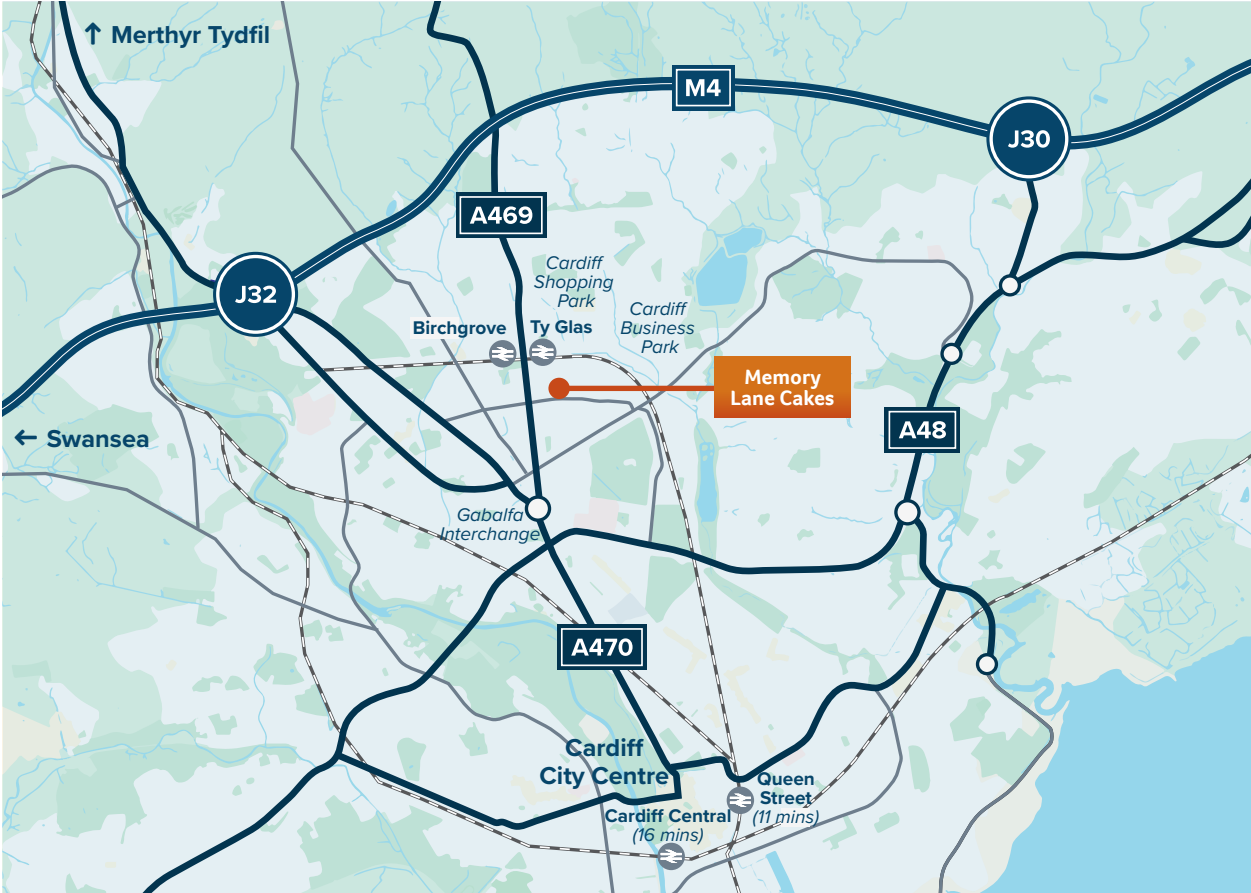 ↑ Merthyr Tydfil
M4
J30
A469
Cardiff
Shopping
Park
J32
Cardiff
Business
Park
Birchgrove
Ty Glas
Memory
Lane Cakes
← Swansea
A48
Gabalfa
Interchange
A470
Cardiff
City Centre
Queen
Street
(11 mins)
Cardiff Central
(16 mins)